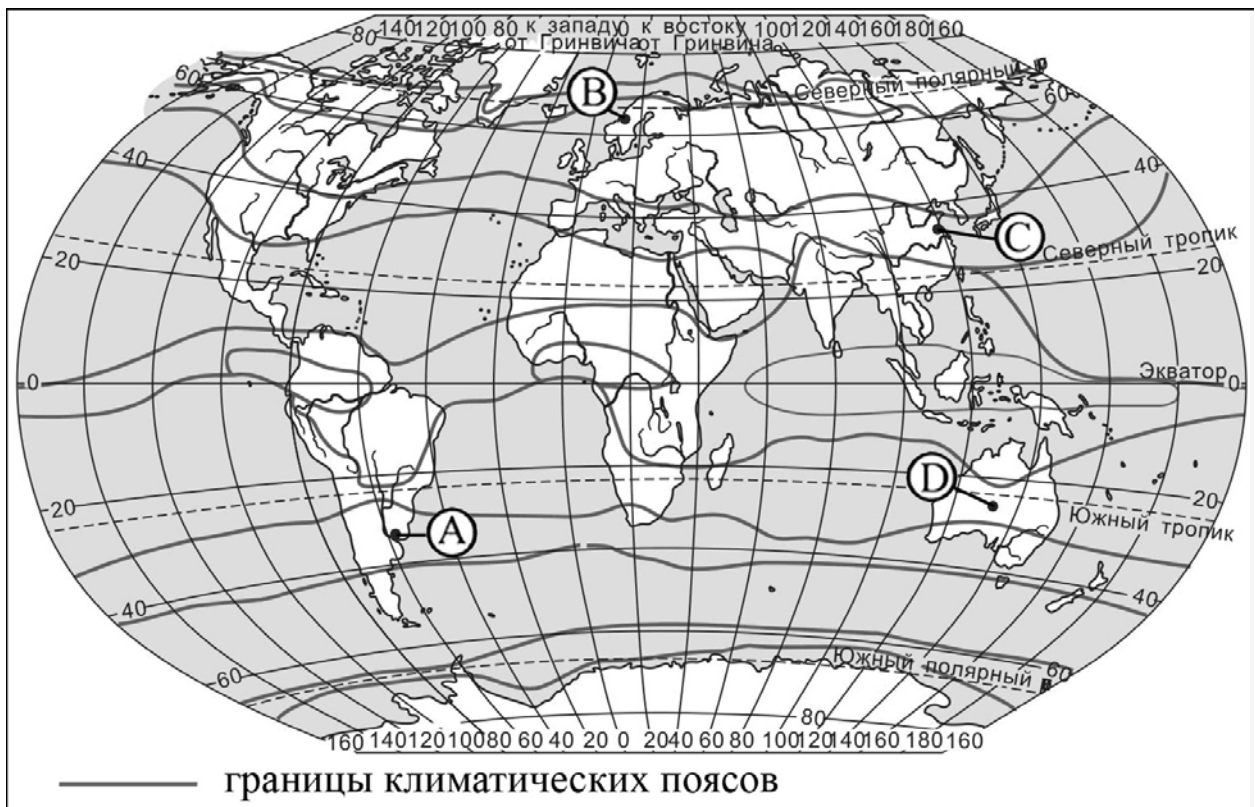 к западу 0 к востоку
140 120 100 80 100 120 140 160 180 160
от Гринвича от Гринвича
80
60
Северный полярный
60
B
40
40
C
Северный тропик
20
20
Экватор
0
0
D
20
20
Южный тропик
A
40
40
60
Южный полярный
60
80
160 140 120 100 80 60 40 20 0 20 40 60 80 100 120 140 160 180 160
границы климатических поясов